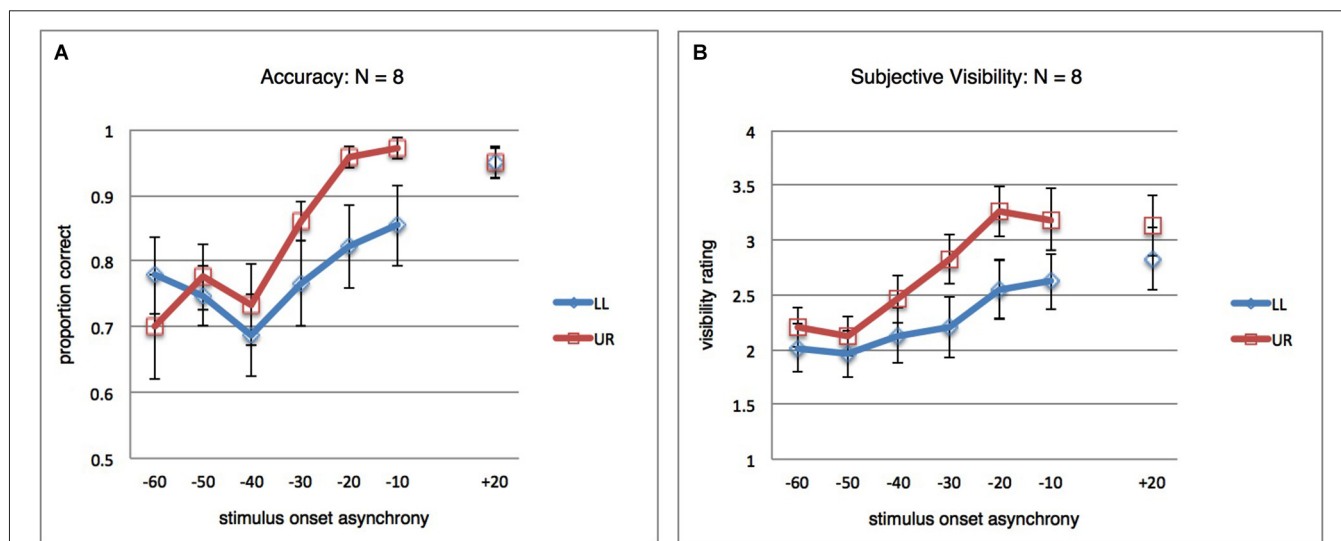 A
Accuracy: N = 8
proportion correct
1
0.9
0.8
0.7
0.6
0.5
-60 -50 -40 -30 -20 -10 +20
stimulus onset asynchrony
LL
UR
B
Subjective Visibility: N = 8
visibility rating
4
3.5
3
2.5
2
1.5
1
-60 -50 -40 -30 -20 -10 +20
stimulus onset asynchrony
LL
UR